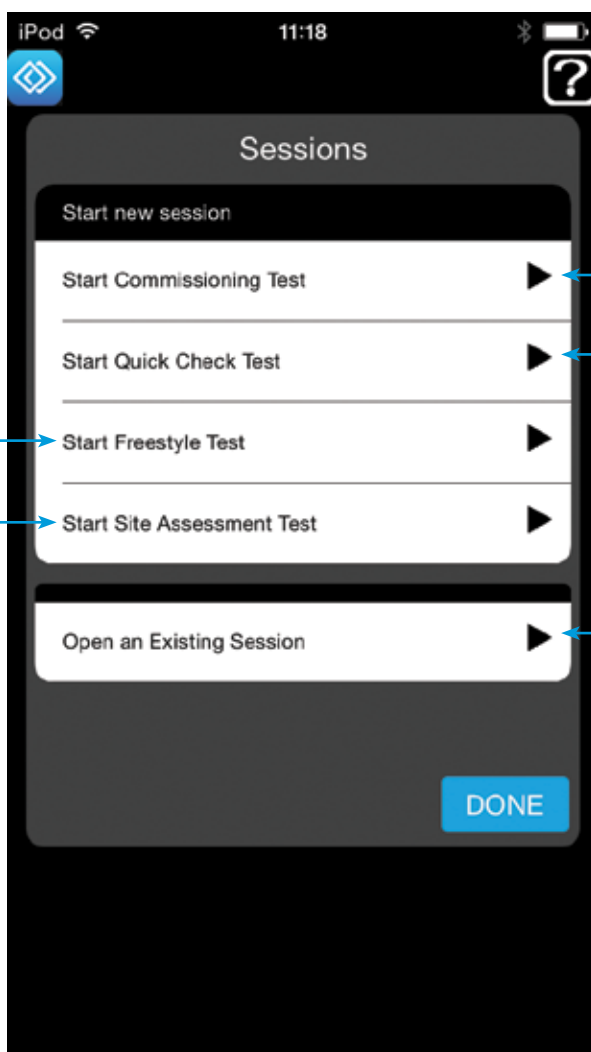 iPod 11:18
?
Sessions
Start new session
Start Commissioning Test
Start Quick Check Test
Start Freestyle Test
Start Site Assessment Test
Open an Existing Session
DONE